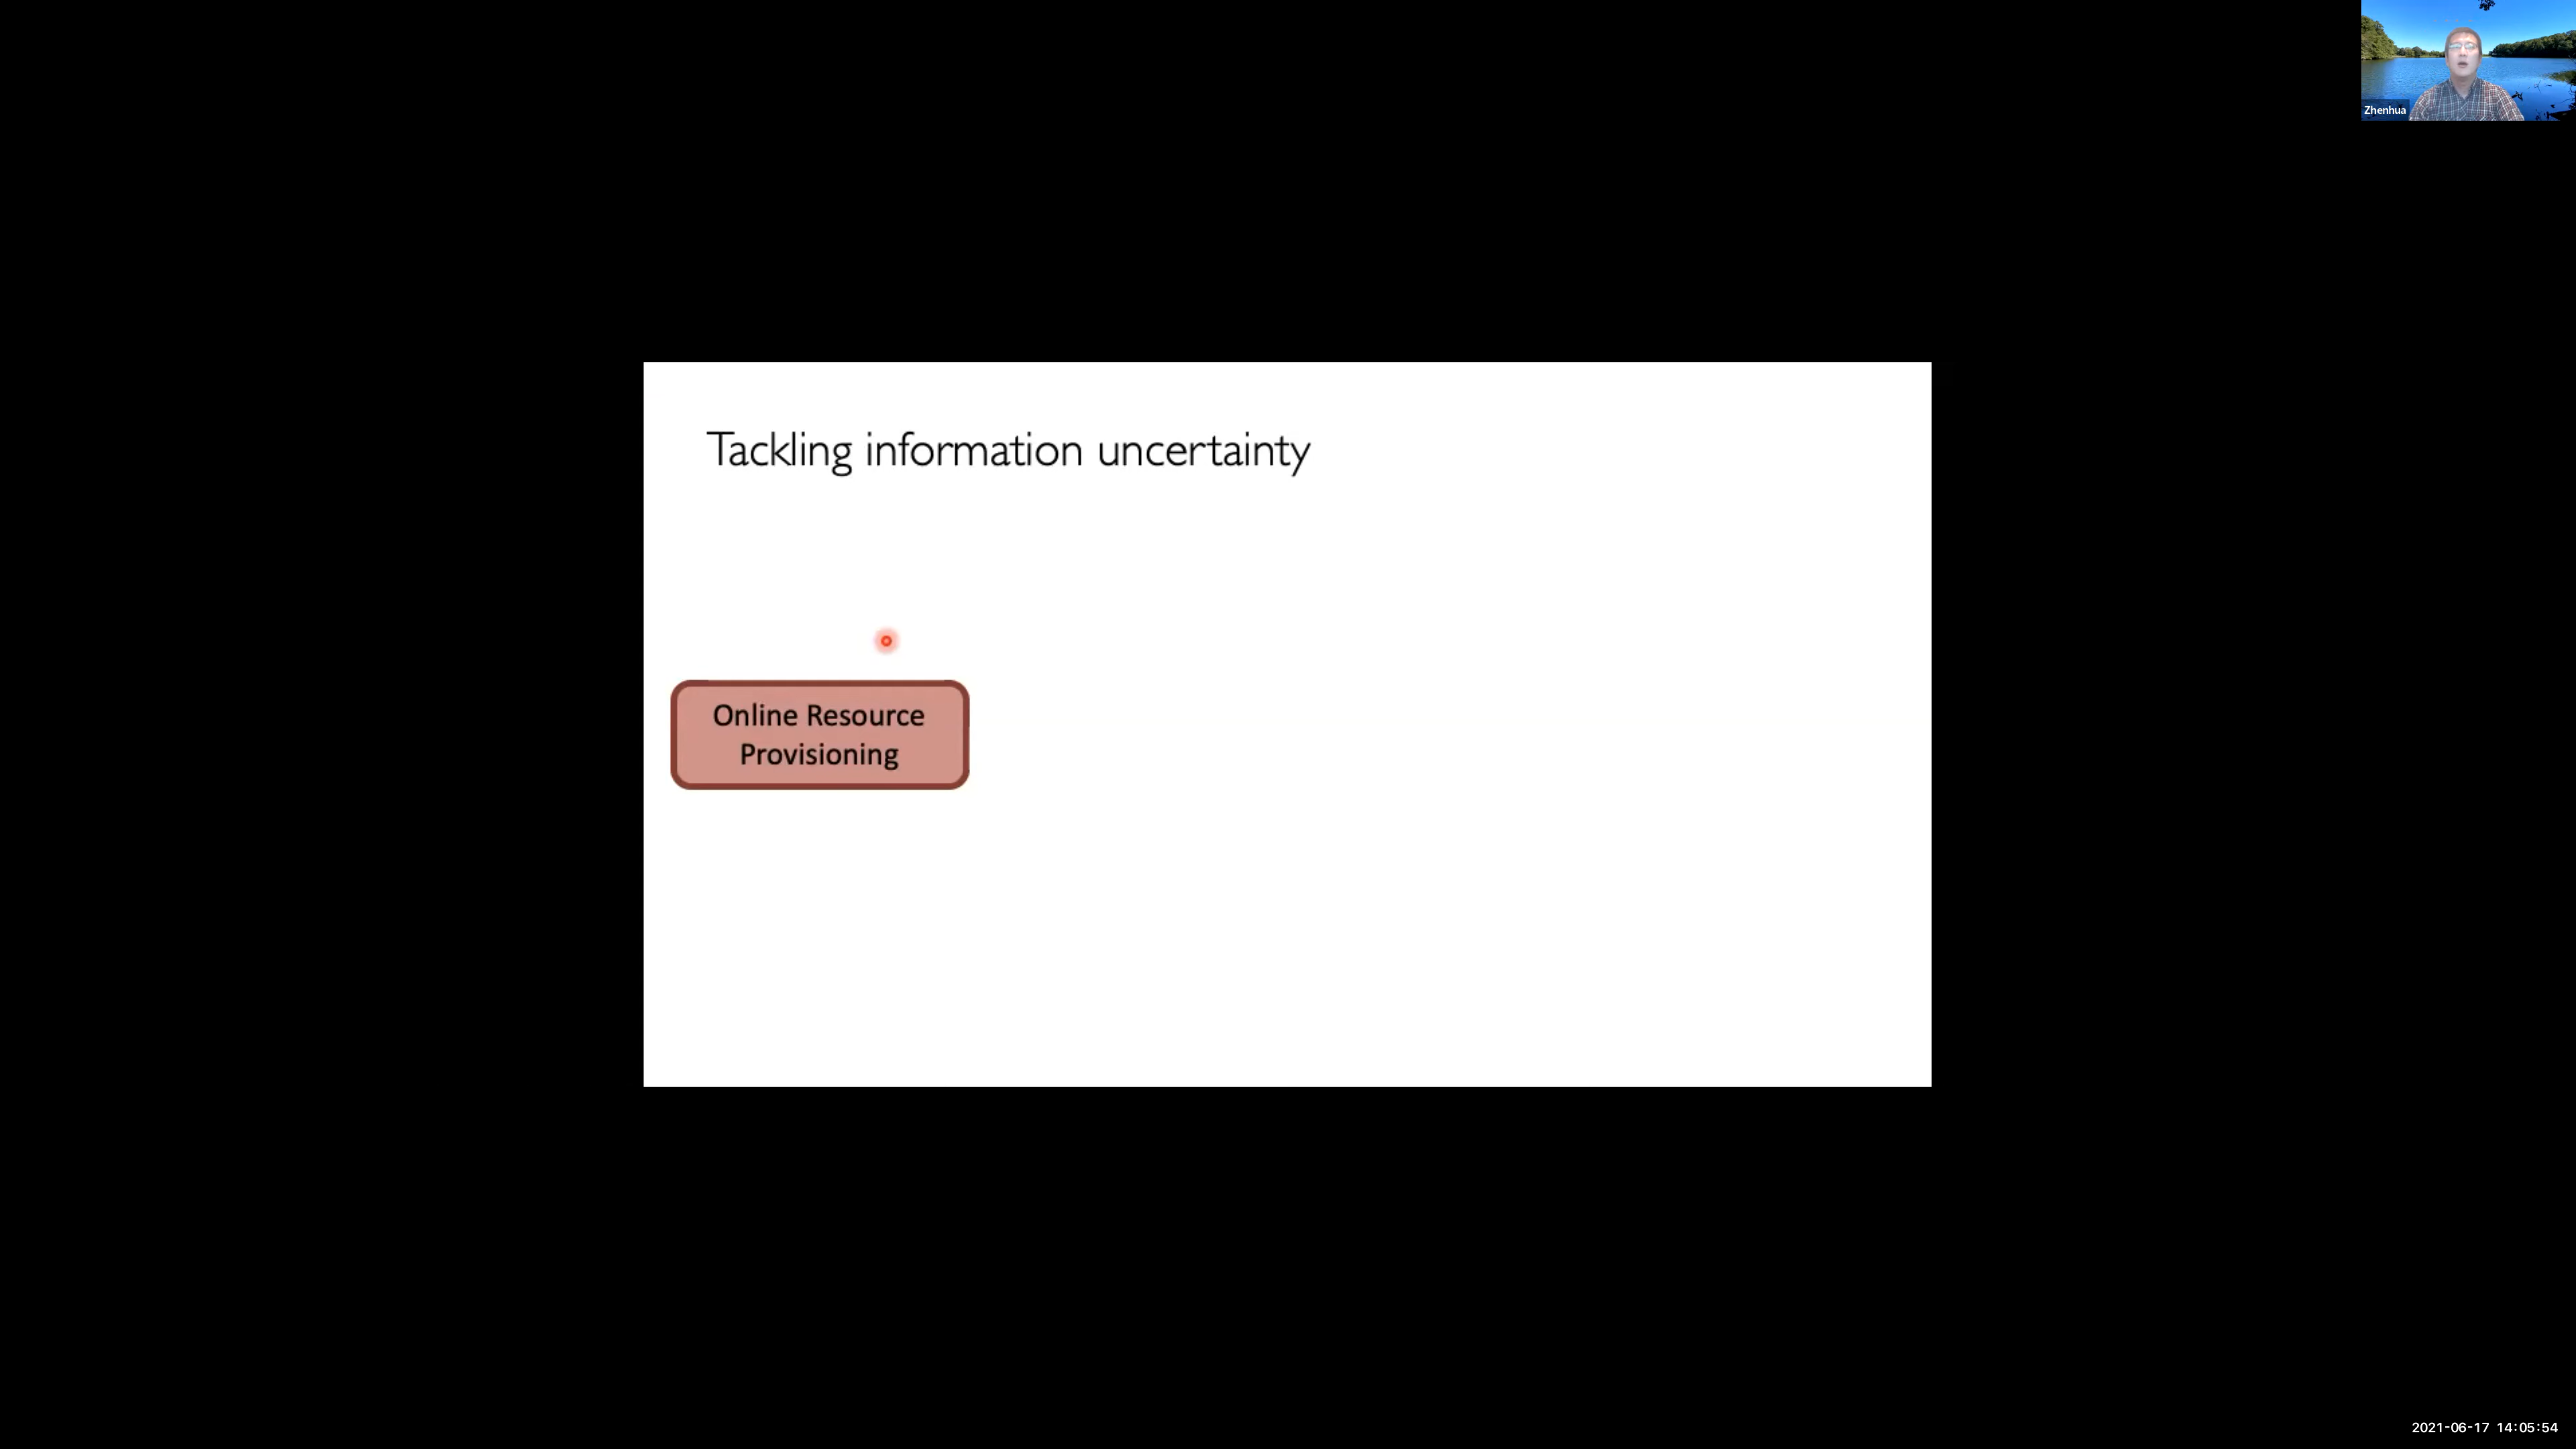 Zhenhua
Tackling information uncertainty
Online Resource
Provisioning
2021-06-17 14:05:54